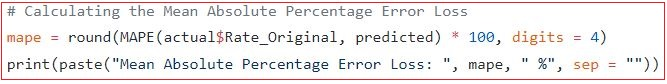 # Calculating the Mean Absolute Percentage Error Loss
mape = round(MAPE(actual$Rate_Original, predicted) * 100, digits = 4)
print(paste("Mean Absolute Percentage Error Loss: ", mape, " %", sep = ""))